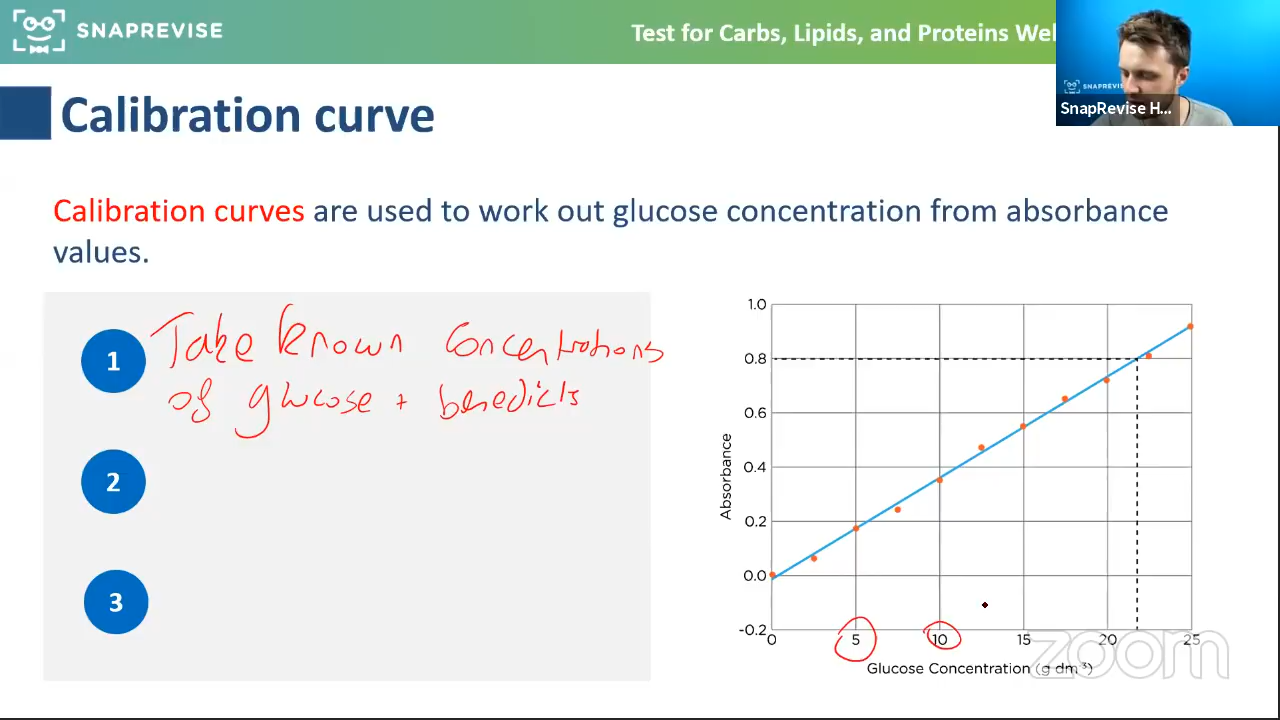 SNAPREVISE
Test for Carbs, Lipids, and Proteins
SNAPREVISE
SnapRevise H...
Calibration curve
Calibration curves are used to work out glucose concentration from absorbance
values.
1
Take known concentrations
of glucose + benedicts
2
3
Absorbance
1.0
0.8
0.6
0.4
0.2
0.0
-0.2
0 5 10 15 20 25
Glucose Concentration (g dm⁻³)
zoom